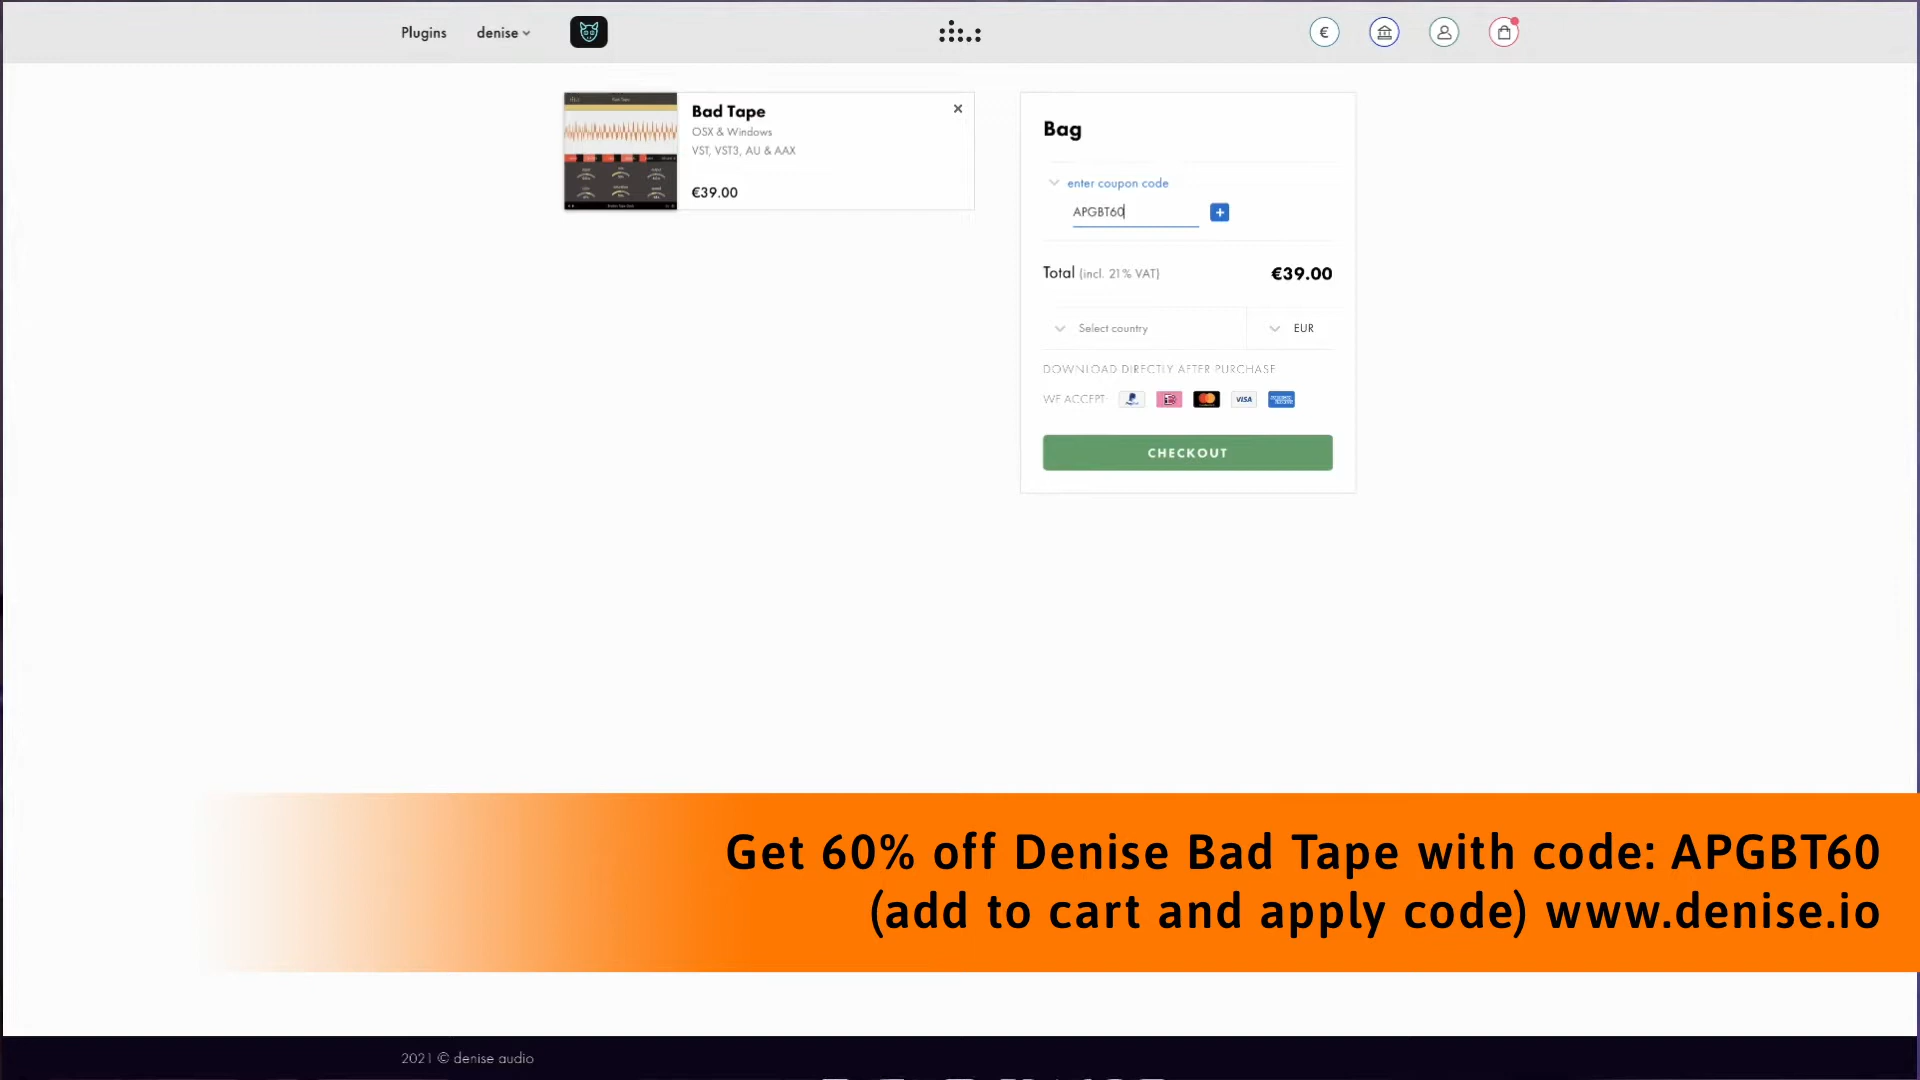 Plugins
denise
€
Bad Tape
OSX & Windows
VST, VST3, AU & AAX
€39.00
Bag
enter coupon code
APGBT60
+
Total (incl. 21% VAT)
€39.00
Select country
EUR
DOWNLOAD DIRECTLY AFTER PURCHASE
WE ACCEPT:
VISA
CHECKOUT
Get 60% off Denise Bad Tape with code: APGBT60
(add to cart and apply code) www.denise.io
2021 © denise audio